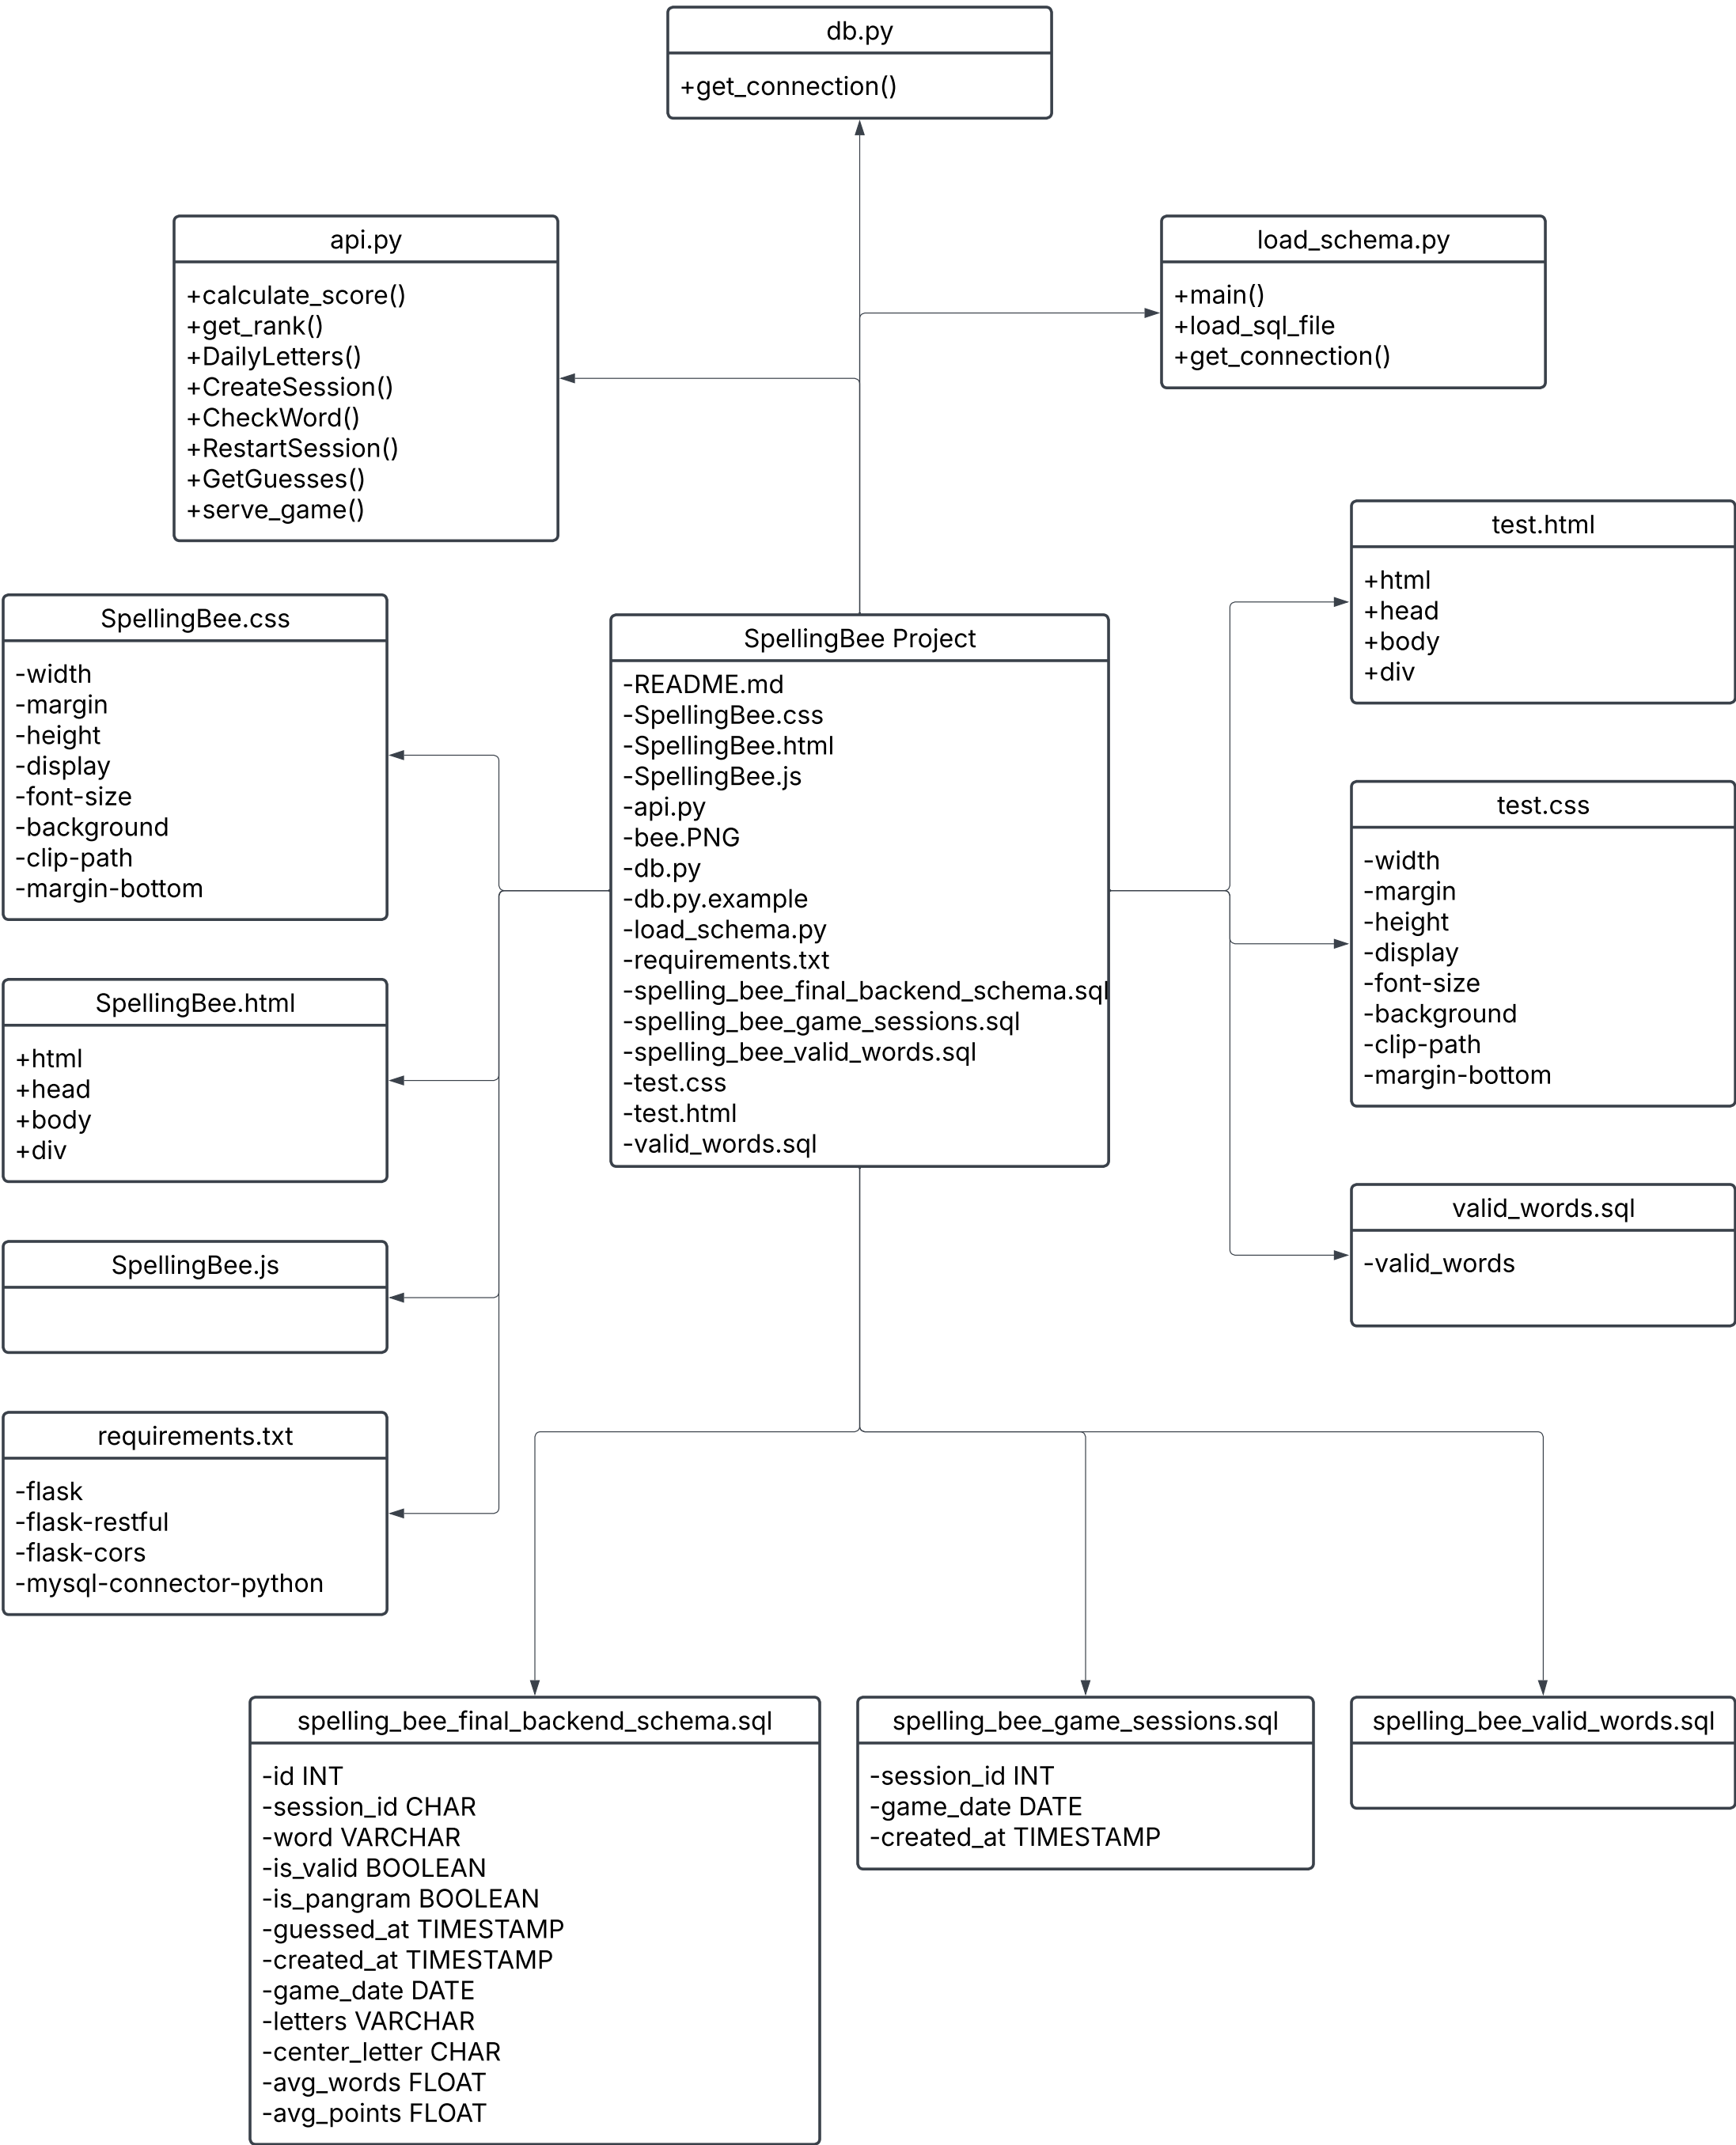 db.py
+get_connection()
api.py
+calculate_score()
+get_rank()
+DailyLetters()
+CreateSession()
+CheckWord()
+RestartSession()
+GetGuesses()
+serve_game()
load_schema.py
+main()
+load_sql_file
+get_connection()
SpellingBee.css
-width
-margin
-height
-display
-font-size
-background
-clip-path
-margin-bottom
SpellingBee.html
+html
+head
+body
+div
SpellingBee.js
requirements.txt
-flask
-flask-restful
-flask-cors
-mysql-connector-python
SpellingBee Project
-README.md
-SpellingBee.css
-SpellingBee.html
-SpellingBee.js
-api.py
-bee.PNG
-db.py
-db.py.example
-load_schema.py
-requirements.txt
-spelling_bee_final_backend_schema.sql
-spelling_bee_game_sessions.sql
-spelling_bee_valid_words.sql
-test.css
-test.html
-valid_words.sql
test.html
+html
+head
+body
+div
test.css
-width
-margin
-height
-display
-font-size
-background
-clip-path
-margin-bottom
valid_words.sql
-valid_words
spelling_bee_final_backend_schema.sql
-id INT
-session_id CHAR
-word VARCHAR
-is_valid BOOLEAN
-is_pangram BOOLEAN
-guessed_at TIMESTAMP
-created_at TIMESTAMP
-game_date DATE
-letters VARCHAR
-center_letter CHAR
-avg_words FLOAT
-avg_points FLOAT
spelling_bee_game_sessions.sql
-session_id INT
-game_date DATE
-created_at TIMESTAMP
spelling_bee_valid_words.sql